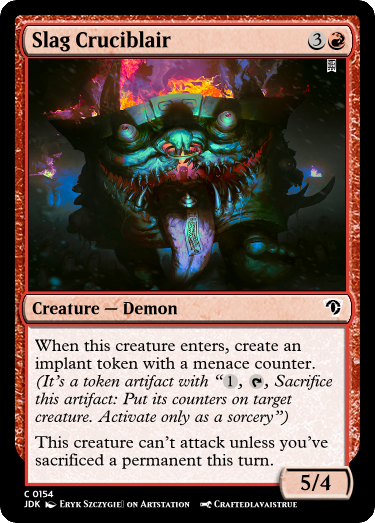 Slag Cruciblair 3
Creature — Demon
When this creature enters, create an
implant token with a menace counter.
(It's a token artifact with “1, , Sacrifice
this artifact: Put its counters on target
creature. Activate only as a sorcery”)
This creature can't attack unless you've
sacrificed a permanent this turn.
5/4
C 0154
JDK Eryk Szczygie on Artstation Craftedlavaistrue